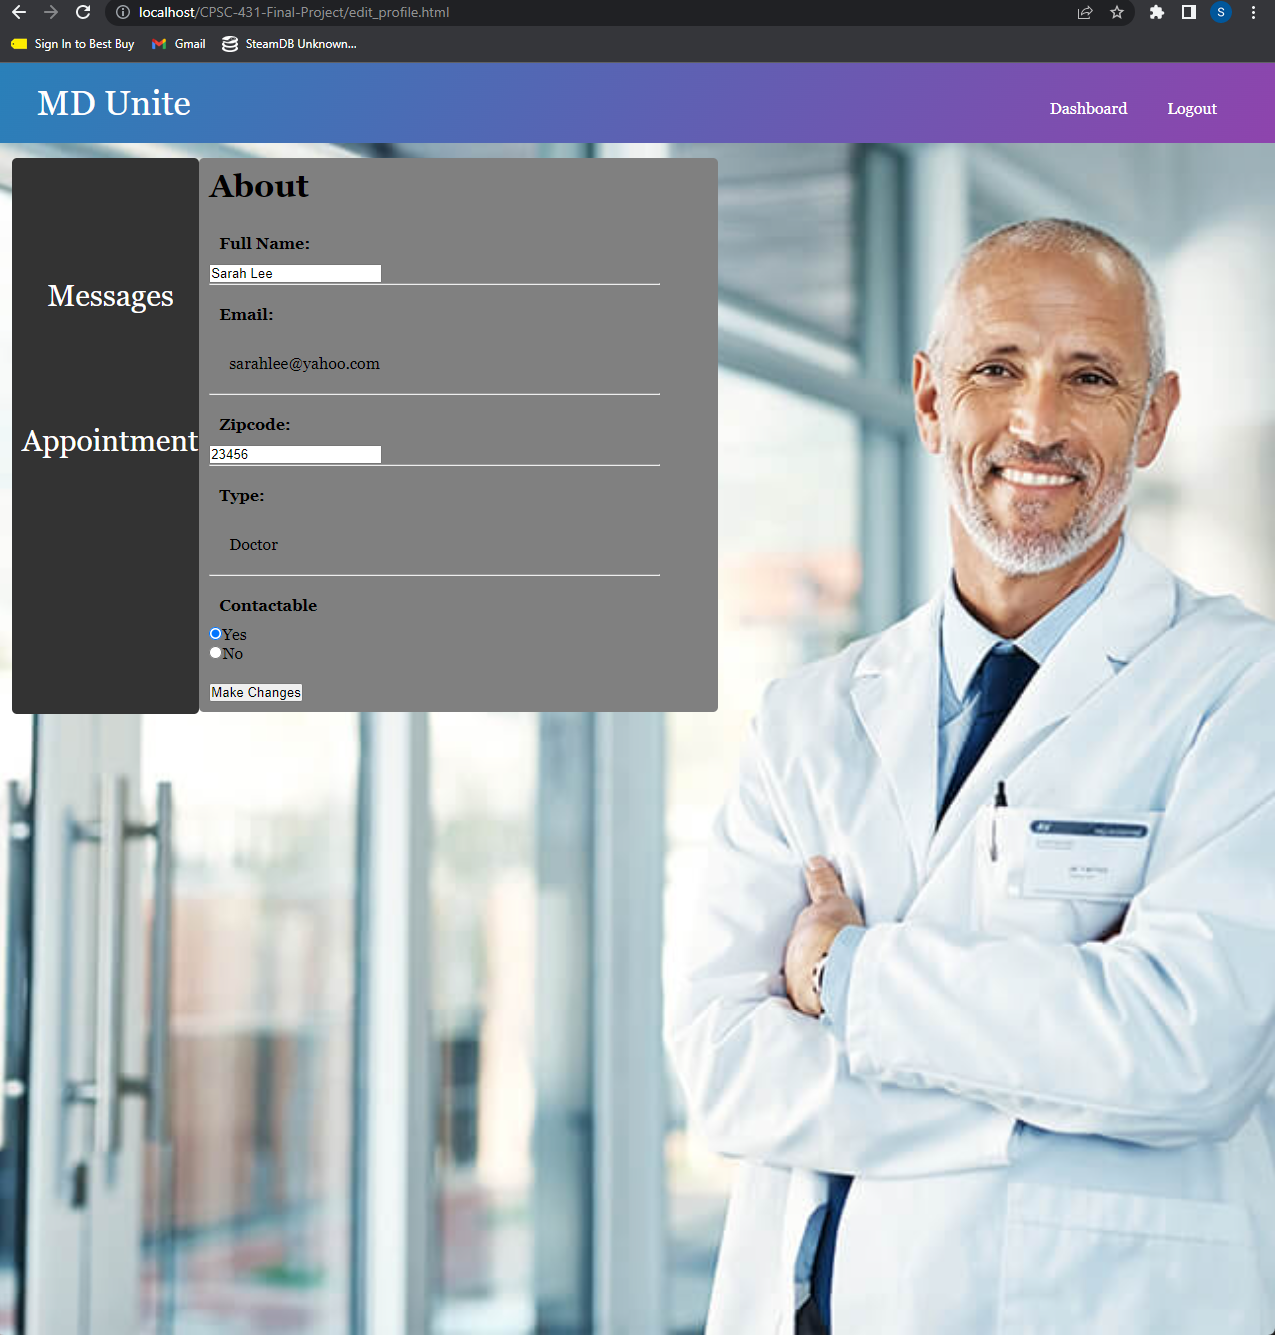 localhost/CPSC-431-Final-Project/edit_profile.html
S
Sign In to Best Buy
Gmail
SteamDB Unknown...
MD Unite
Dashboard
Logout
Messages
Appointment
About
Full Name:
Sarah Lee
Email:
sarahlee@yahoo.com
Zipcode:
23456
Type:
Doctor
Contactable
Yes
No
Make Changes